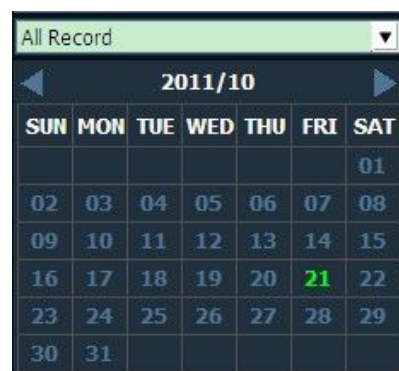 All Record
2011/10
SUN MON TUE WED THU FRI SAT
01
02 03 04 05 06 07 08
09 10 11 12 13 14 15
16 17 18 19 20 21 22
23 24 25 26 27 28 29
30 31